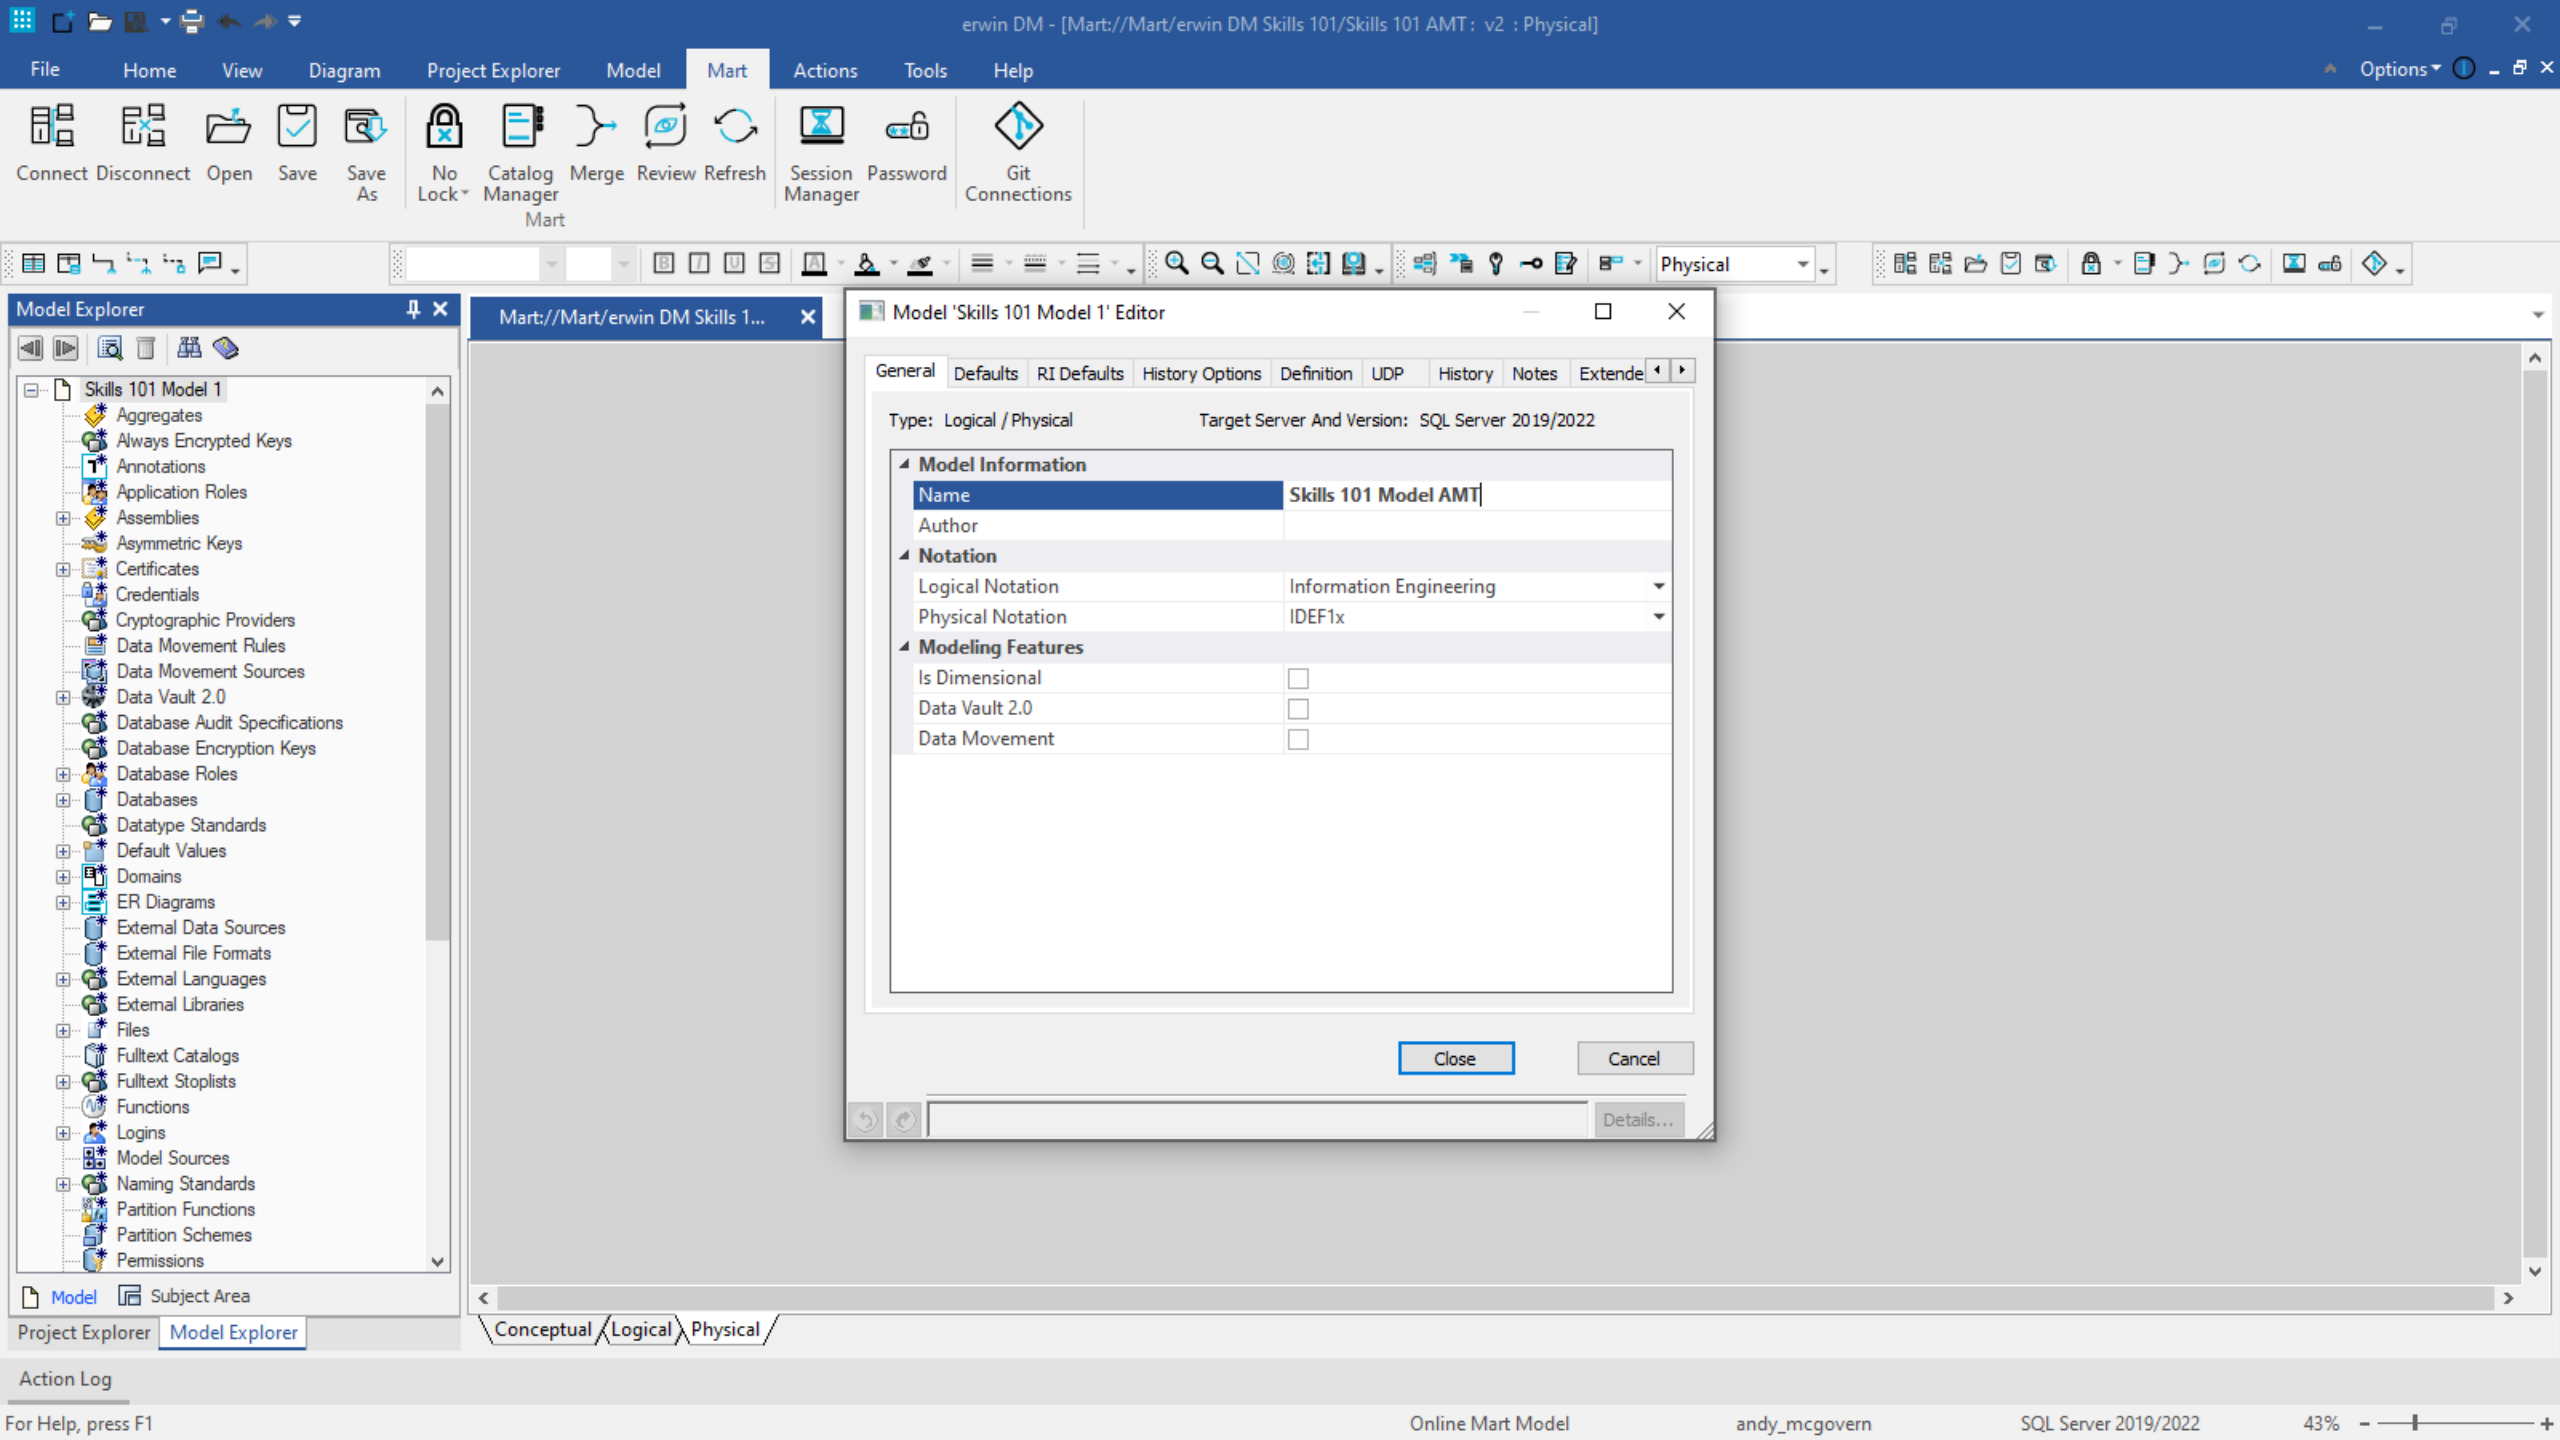 erwin DM - [Mart://Mart/erwin DM Skills 101/Skills 101 AMT : v2 : Physical]
File Home View Diagram Project Explorer Model Mart Actions Tools Help Options
Connect Disconnect Open Save Save As No Lock Catalog Manager Merge Review Refresh Session Manager Password Git Connections
Mart
Physical
Model Explorer
Mart://Mart/erwin DM Skills 1...
Skills 101 Model 1
Aggregates
Always Encrypted Keys
Annotations
Application Roles
Assemblies
Asymmetric Keys
Certificates
Credentials
Cryptographic Providers
Data Movement Rules
Data Movement Sources
Data Vault 2.0
Database Audit Specifications
Database Encryption Keys
Database Roles
Databases
Datatype Standards
Default Values
Domains
ER Diagrams
External Data Sources
External File Formats
External Languages
External Libraries
Files
Fulltext Catalogs
Fulltext Stoplists
Functions
Logins
Model Sources
Naming Standards
Partition Functions
Partition Schemes
Permissions
Model Subject Area
Project Explorer Model Explorer
Model 'Skills 101 Model 1' Editor
General Defaults RI Defaults History Options Definition UDP History Notes Extende
Type: Logical / Physical Target Server And Version: SQL Server 2019/2022
Model Information
Name Skills 101 Model AMT
Author
Notation
Logical Notation Information Engineering
Physical Notation IDEF1x
Modeling Features
Is Dimensional
Data Vault 2.0
Data Movement
Close Cancel
Details...
Conceptual Logical Physical
Action Log
For Help, press F1 Online Mart Model andy_mcgovern SQL Server 2019/2022 43%